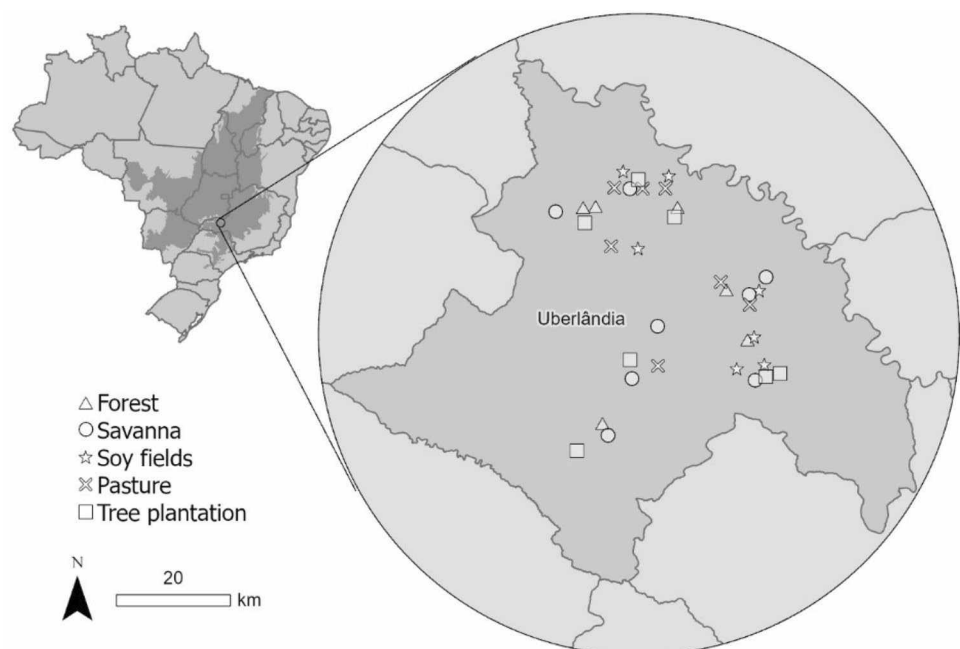 Uberlândia
Forest
Savanna
Soy fields
Pasture
Tree plantation
N
20
km